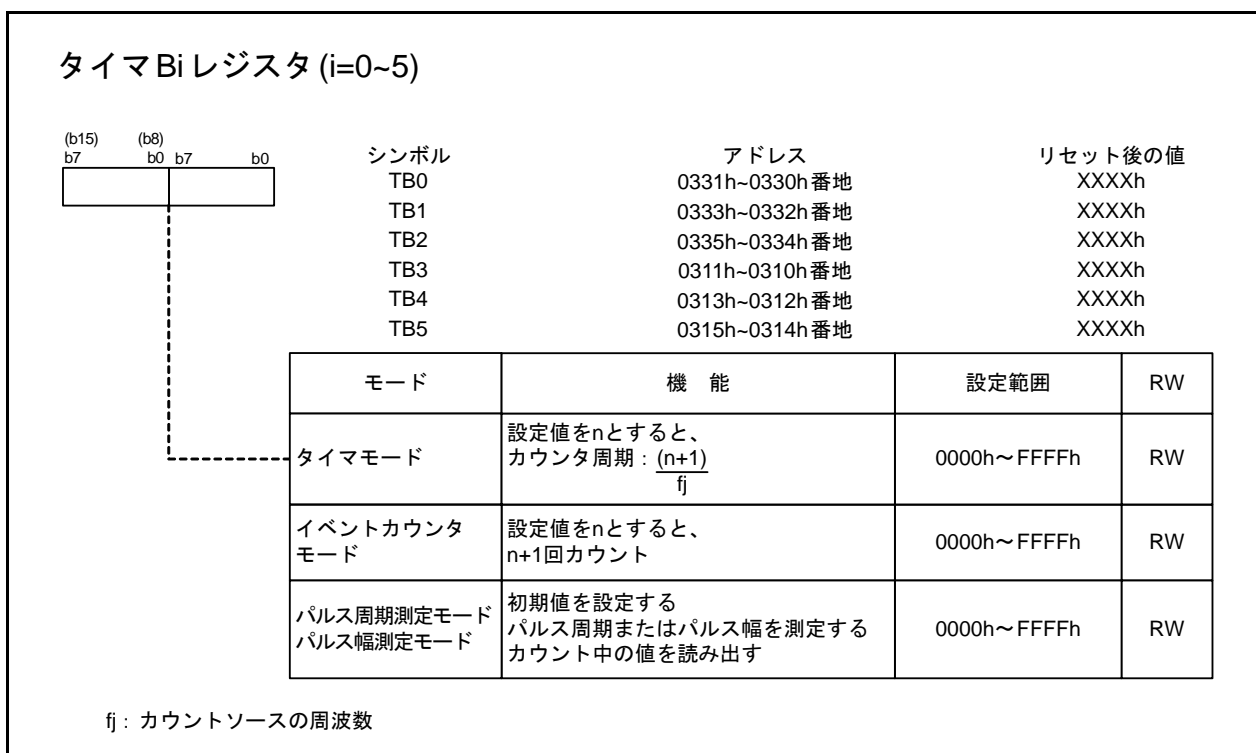 タイマBiレジスタ(i=0~5)
(b15) (b8)
b7 b0 b7 b0
シンボル アドレス リセット後の値
TB0 0331h~0330h番地 XXXXh
TB1 0333h~0332h番地 XXXXh
TB2 0335h~0334h番地 XXXXh
TB3 0311h~0310h番地 XXXXh
TB4 0313h~0312h番地 XXXXh
TB5 0315h~0314h番地 XXXXh
モード 機 能 設定範囲 RW
タイマモード
設定値をnとすると、
カウンタ周期：(n+1)
fj
0000h～FFFFh RW
イベントカウンタ
モード
設定値をnとすると、
n+1回カウント
0000h～FFFFh RW
パルス周期測定モード
パルス幅測定モード
初期値を設定する
パルス周期またはパルス幅を測定する
カウント中の値を読み出す
0000h～FFFFh RW
fj：カウントソースの周波数